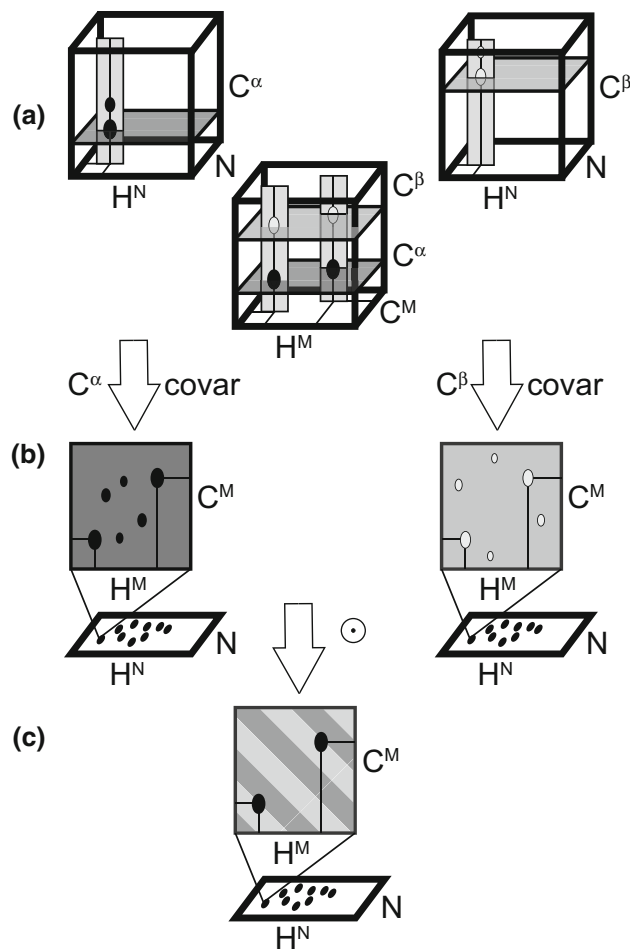 C^α
C^β
(a)
N
H^N
N
H^N
C^β
C^α
C^M
H^M
C^α covar
C^β covar
(b)
C^M
C^M
H^M
H^M
N
N
H^N
H^N
(c)
C^M
H^M
N
H^N